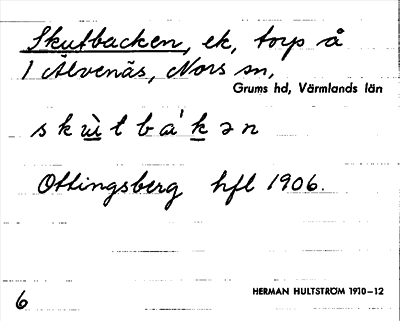 Skutbacken, ek, torp å
1 Älvenäs, Nors sn,
Grums hd, Värmlands län
s k ù t b a ́ k ə n
Ottingsberg hfl 1906.
HERMAN HULTSTRÖM 1910-12
6